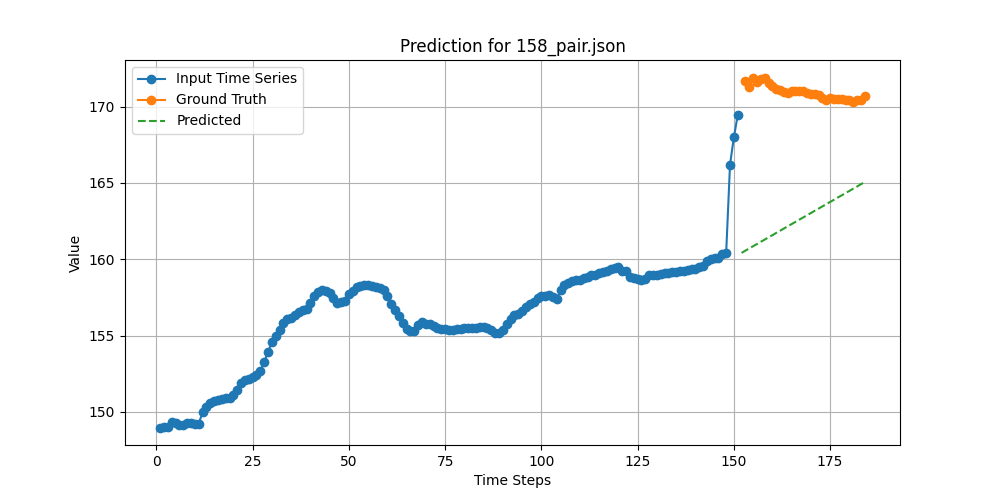 Prediction for 158_pair.json
Input Time Series
Ground Truth
Predicted
170
165
160
155
150
Value
0 25 50 75 100 125 150 175
Time Steps